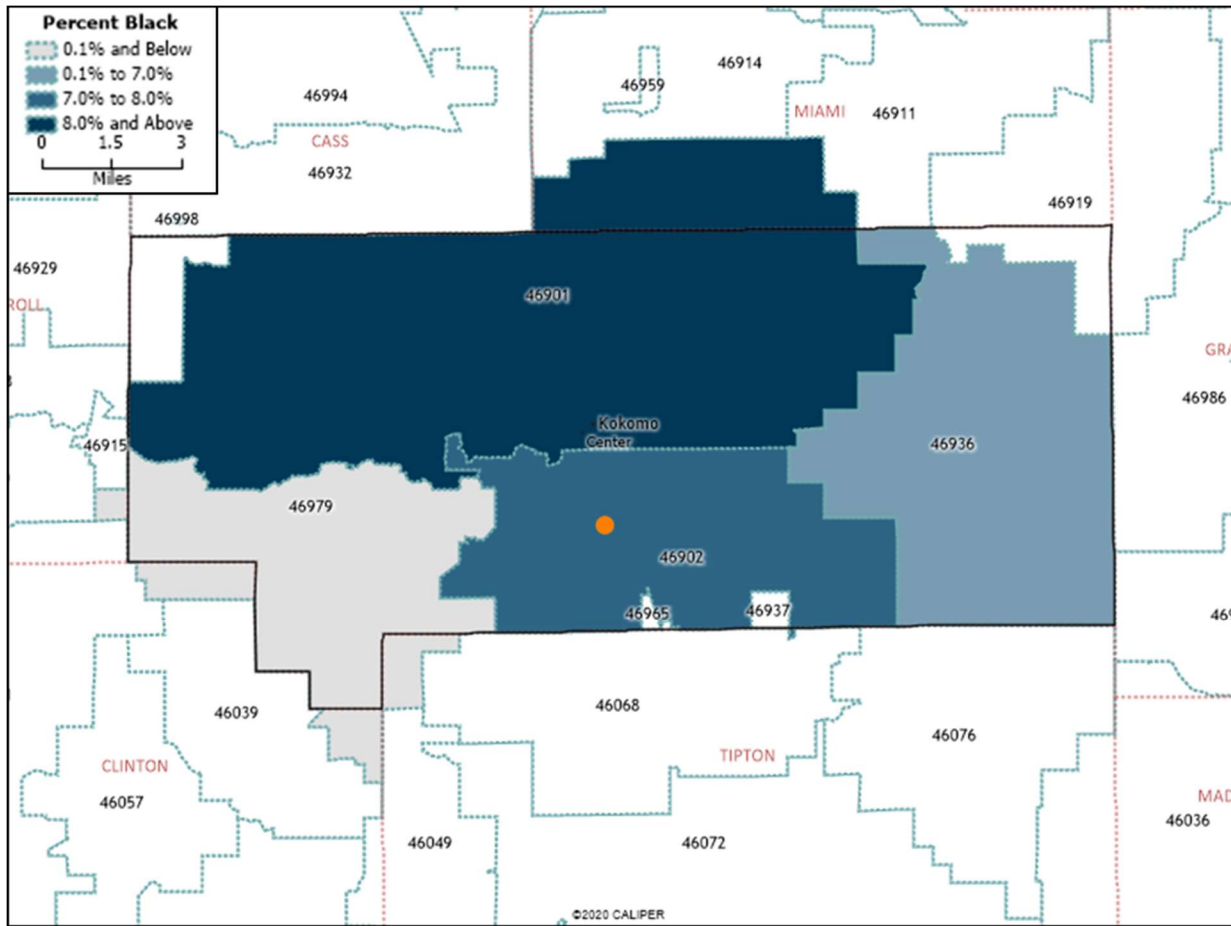 Percent Black
0.1% and Below
0.1% to 7.0%
7.0% to 8.0%
8.0% and Above
0 1.5 3
Miles
46994
CASS
46932
46998
46929
ROLL
46959
46914
MIAMI
46911
46919
46901
GRA
46986
Kokomo
Center
46915
46936
46979
46902
46965
46937
46039
46068
46076
CLINTON
TIPTON
46057
MAD
46036
46049
46072
©2020 CALIPER